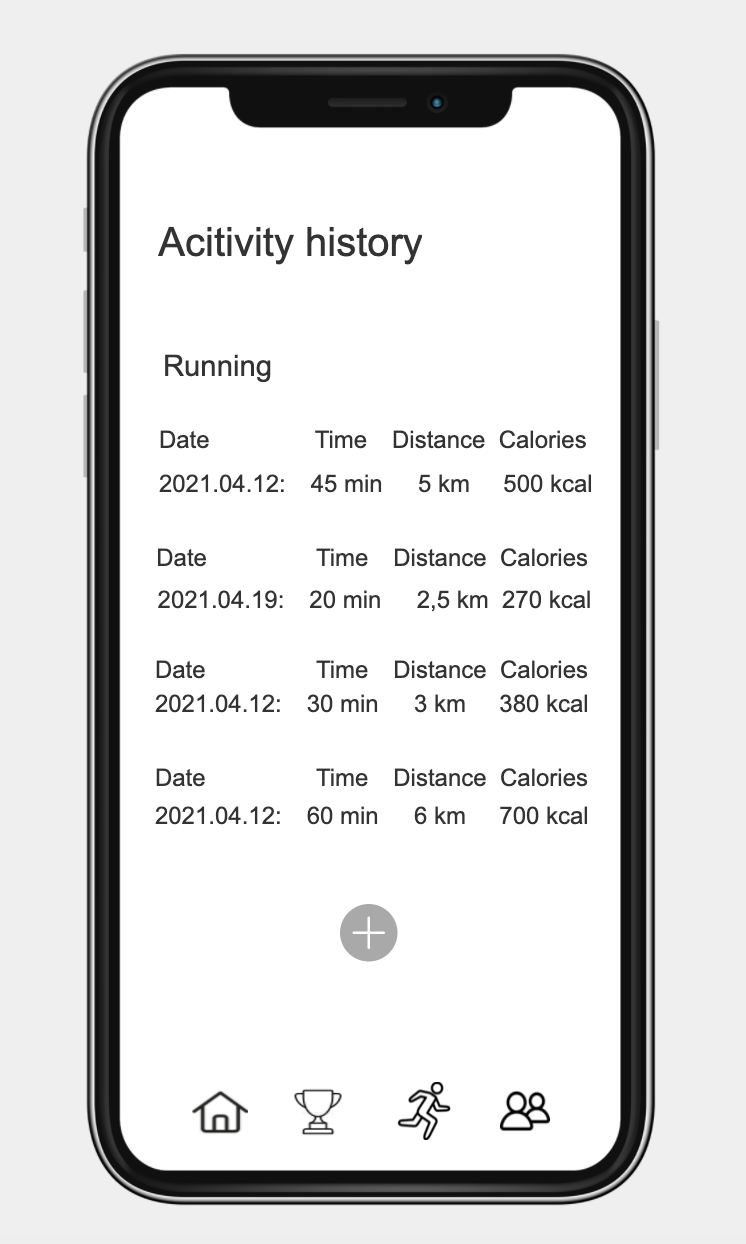 Acitivity history
Running
Date Time Distance Calories
2021.04.12: 45 min 5 km 500 kcal
Date Time Distance Calories
2021.04.19: 20 min 2,5 km 270 kcal
Date Time Distance Calories
2021.04.12: 30 min 3 km 380 kcal
Date Time Distance Calories
2021.04.12: 60 min 6 km 700 kcal